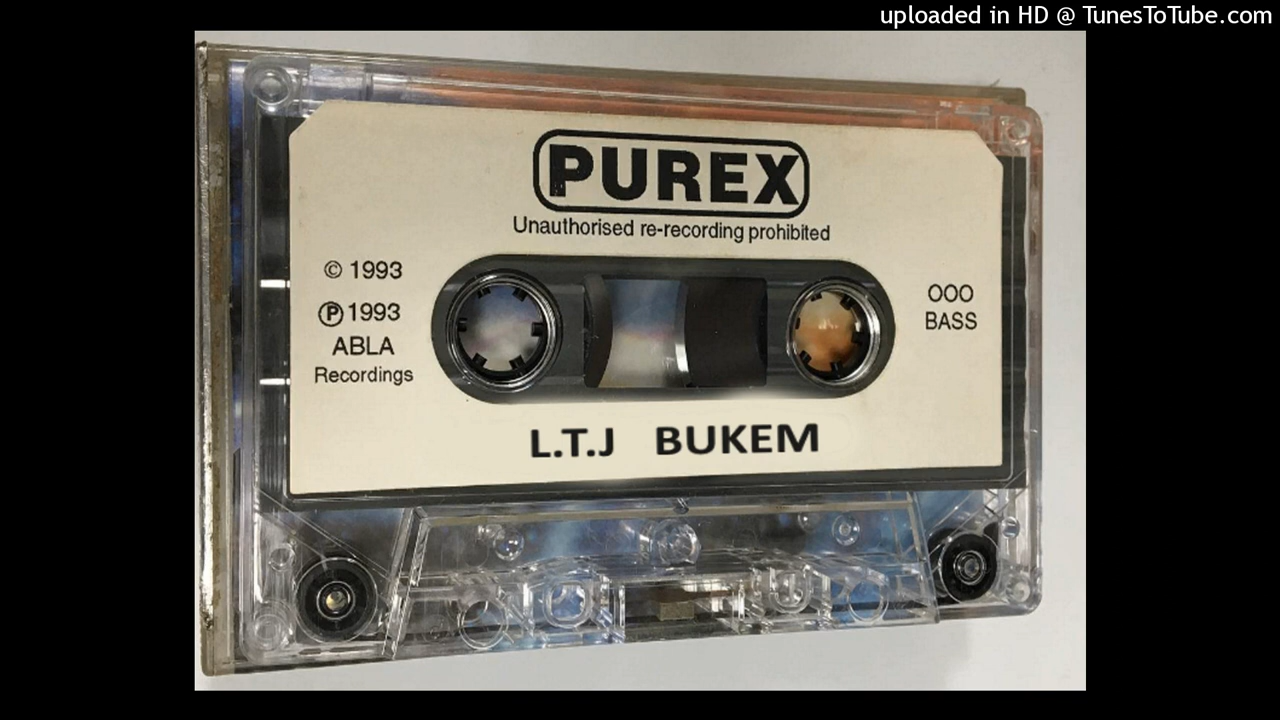 uploaded in HD @ TunesToTube.com
PUREX
Unauthorised re-recording prohibited
© 1993
℗ 1993
ABLA
Recordings
OOO
BASS
L.T.J BUKEM